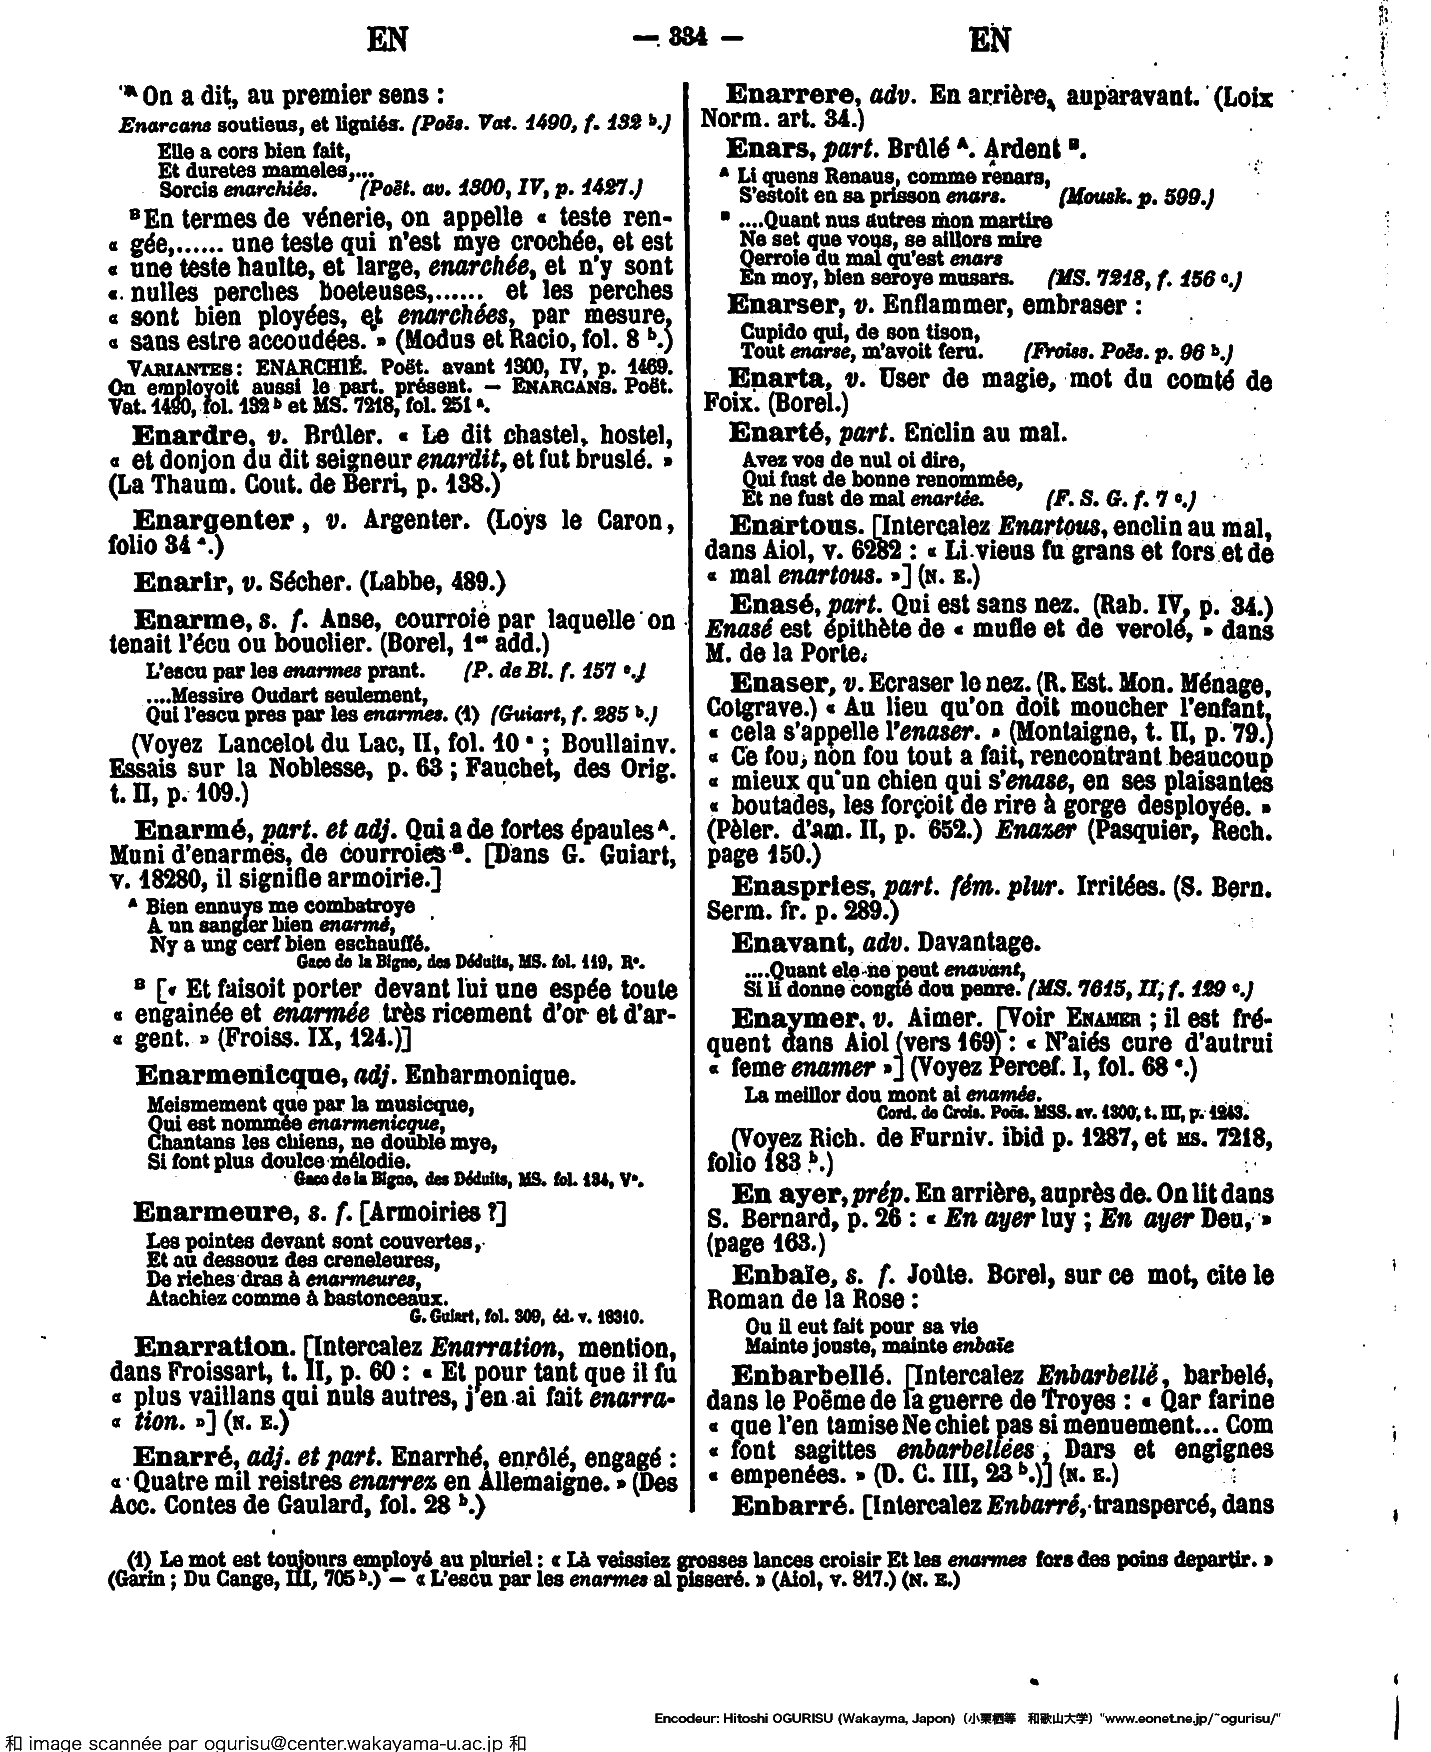 EN
— 334 —
EN
A On a dit, au premier sens :
Enarcans soutieus, et ligniés. (Poës. Vat. 1490, f. 132 b.)
Elle a cors bien fait,
Et duretes mameles,...
Sorcis enarchiés. (Poët. av. 1300, IV, p. 1427.)
B En termes de vénerie, on appelle « teste ren-
« gée,...... une teste qui n'est mye crochée, et est
« une teste haulte, et large, enarchée, et n'y sont
« nulles perches boeteuses,...... et les perches
« sont bien ployées, et enarchées, par mesure,
« sans estre accoudées. » (Modus et Racio, fol. 8 b.)
VARIANTES : ENARCHIÉ. Poët. avant 1300, IV, p. 1469.
On employoit aussi le part. présent. — ENARCANS. Poët.
Vat. 1490, fol. 132 b et MS. 7218, fol. 251 a.
Enardre, v. Brûler. « Le dit chastel, hostel,
« et donjon du dit seigneur enardit, et fut bruslé. »
(La Thaum. Cout. de Berri, p. 138.)
Enargenter, v. Argenter. (Loys le Caron,
folio 34 a.)
Enarir, v. Sécher. (Labbe, 489.)
Enarme, s. f. Anse, courroie par laquelle on
tenait l'écu ou bouclier. (Borel, 1res add.)
L'escu par les enarmes prant. (P. de Bl. f. 157 c.)
....Messire Oudart seulement,
Qui l'escu pres par les enarmes. (1) (Guiart, f. 285 b.)
(Voyez Lancelot du Lac, II, fol. 10 a ; Boullainv.
Essais sur la Noblesse, p. 63 ; Fauchet, des Orig.
t. II, p. 109.)
Enarmé, part. et adj. Qui a de fortes épaules A.
Muni d'enarmes, de courroies B. [Dans G. Guiart,
v. 18280, il signifie armoirie.]
A Bien ennuys me combatroye
A un sangler bien enarmé,
Ny a ung cerf bien eschauffé.
Gace de la Bigne, des Déduits, MS. fol. 119, Ro.
B [« Et faisoit porter devant lui une espée toute
« engainée et enarmée très ricement d'or et d'ar-
« gent. » (Froiss. IX, 124.)]
Enarmenicque, adj. Enharmonique.
Meismement que par la musicque,
Qui est nommée enarmenicque,
Chantans les chiens, ne double mye,
Si font plus doulce mélodie.
Gace de la Bigne, des Déduits, MS. fol. 134, Vo.
Enarmeure, s. f. [Armoiries ?]
Les pointes devant sont couvertes,
Et au dessouz des creneleures,
De riches dras à enarmeures,
Atachiez comme à bastonceaux.
G. Guiart, fol. 309, éd. v. 18310.
Enarration. [Intercalez Enarration, mention,
dans Froissart, t. II, p. 60 : « Et pour tant que il fu
« plus vaillans qui nuls autres, j'en ai fait enarra-
« tion. »] (N. E.)
Enarré, adj. et part. Enarrhé, enrôlé, engagé :
« Quatre mil reistres enarrez en Allemaigne. » (Des
Acc. Contes de Gaulard, fol. 28 b.)
Enarrere, adv. En arrière, auparavant. (Loix
Norm. art. 34.)
Enars, part. Brûlé A. Ardent B.
A Li quens Renaus, comme renars,
S'estoit en sa prisson enars. (Mousk. p. 599.)
B ....Quant nus autres mon martire
Ne set que vous, se aillors mire
Qerroie du mal qu'est enars
En moy, bien seroye musars. (MS. 7218, f. 156 c.)
Enarser, v. Enflammer, embraser :
Cupido qui, de son tison,
Tout enarse, m'avoit feru. (Froiss. Poës. p. 96 b.)
Enarta, v. User de magie, mot du comté de
Foix. (Borel.)
Enarté, part. Enclin au mal.
Avez vos de nul oi dire,
Qui fust de bonne renommée,
Et ne fust de mal enartée. (F. S. G. f. 7 c.)
Enartous. [Intercalez Enartous, enclin au mal,
dans Aiol, v. 6282 : « Li vieus fu grans et fors et de
« mal enartous. »] (N. E.)
Enasé, part. Qui est sans nez. (Rab. IV, p. 34.)
Enasé est épithète de « mufle et de verolé, » dans
M. de la Porte.
Enaser, v. Ecraser le nez. (R. Est. Mon. Ménage,
Cotgrave.) « Au lieu qu'on doit moucher l'enfant,
« cela s'appelle l'enaser. » (Montaigne, t. II, p. 79.)
« Ce fou, non fou tout a fait, rencontrant beaucoup
« mieux qu'un chien qui s'enase, en ses plaisantes
« boutades, les forçoit de rire à gorge desployée. »
(Pèler. d'am. II, p. 652.) Enazer (Pasquier, Rech.
page 150.)
Enaspries, part. fém. plur. Irritées. (S. Bern.
Serm. fr. p. 289.)
Enavant, adv. Davantage.
....Quant ele ne peut enavant,
Si li donne congié dou penre. (MS. 7615, II, f. 129 c.)
Enaymer, v. Aimer. [Voir ENAMER ; il est fré-
quent dans Aiol (vers 169) : « N'aiés cure d'autrui
« feme enamer »] (Voyez Percef. I, fol. 68 a.)
La meillor dou mont ai enamée.
Cord. de Crois. Poës. MSS. av. 1300, t. III, p. 1243.
(Voyez Rich. de Furniv. ibid p. 1287, et MS. 7218,
folio 183 b.)
En ayer, prép. En arrière, auprès de. On lit dans
S. Bernard, p. 26 : « En ayer luy ; En ayer Deu, »
(page 163.)
Enbaïe, s. f. Joûte. Borel, sur ce mot, cite le
Roman de la Rose :
Ou il eut fait pour sa vie
Mainte jouste, mainte enbaïe
Enbarbellé. [Intercalez Enbarbellé, barbelé,
dans le Poëme de la guerre de Troyes : « Qar farine
« que l'en tamise Ne chiet pas si menuement... Com
« font sagittes enbarbellées, Dars et engignes
« empenées. » (D. C. III, 23 b.)] (N. E.)
Enbarré. [Intercalez Enbarré, transpercé, dans
(1) Le mot est toujours employé au pluriel : « Là veissiez grosses lances croisir Et les enarmes fors des poins departir. »
(Garin ; Du Cange, III, 705 b.) — « L'escu par les enarmes al pisseré. » (Aiol, v. 817.) (N. E.)
Encodeur: Hitoshi OGURISU (Wakayma, Japon) (小栗栖等 和歌山大学) "www.eonet.ne.jp/~ogurisu/"
和 image scannée par ogurisu@center.wakayama-u.ac.jp 和